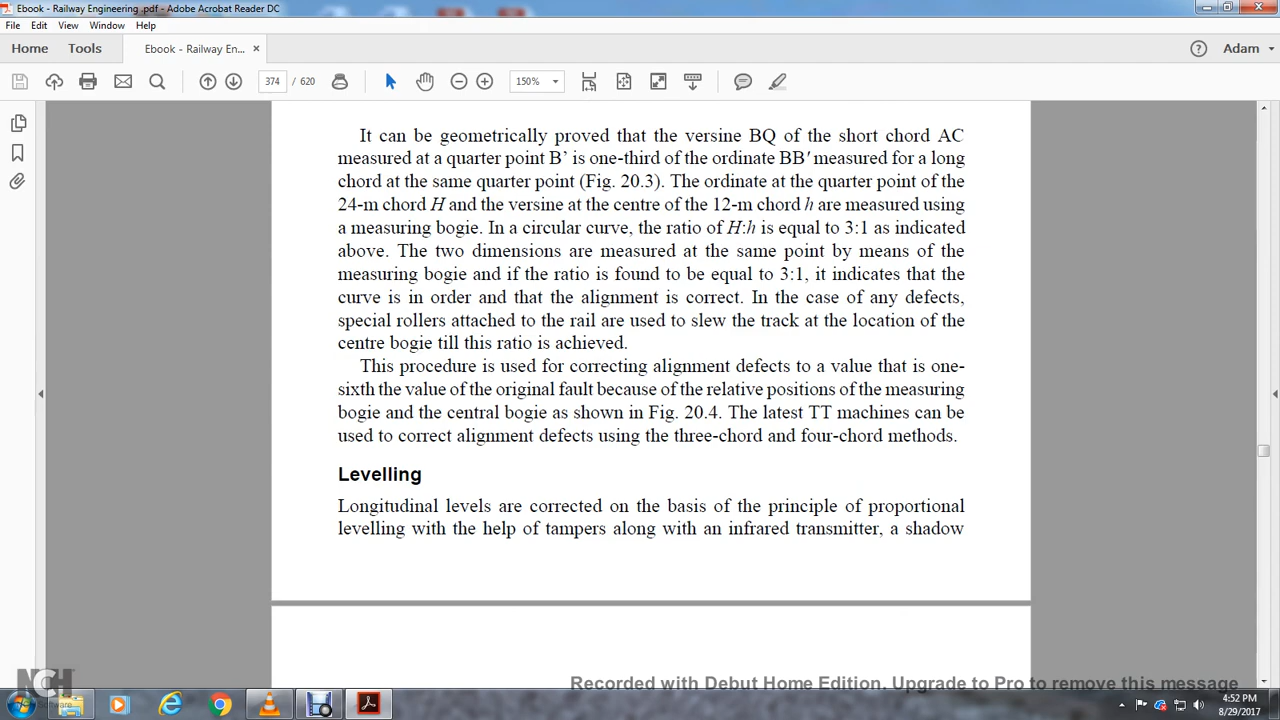 Ebook - Railway Engineering .pdf - Adobe Acrobat Reader DC
File Edit View Window Help
Home Tools Ebook - Railway En... × Adam
374 / 620 150%
It can be geometrically proved that the versine BQ of the short chord AC
measured at a quarter point B’ is one-third of the ordinate BB′ measured for a long
chord at the same quarter point (Fig. 20.3). The ordinate at the quarter point of the
24-m chord H and the versine at the centre of the 12-m chord h are measured using
a measuring bogie. In a circular curve, the ratio of H:h is equal to 3:1 as indicated
above. The two dimensions are measured at the same point by means of the
measuring bogie and if the ratio is found to be equal to 3:1, it indicates that the
curve is in order and that the alignment is correct. In the case of any defects,
special rollers attached to the rail are used to slew the track at the location of the
centre bogie till this ratio is achieved.
This procedure is used for correcting alignment defects to a value that is one-
sixth the value of the original fault because of the relative positions of the measuring
bogie and the central bogie as shown in Fig. 20.4. The latest TT machines can be
used to correct alignment defects using the three-chord and four-chord methods.
Levelling
Longitudinal levels are corrected on the basis of the principle of proportional
levelling with the help of tampers along with an infrared transmitter, a shadow
NCH
Software
Recorded with Debut Home Edition. Upgrade to Pro to remove this message
4:52 PM
8/29/2017